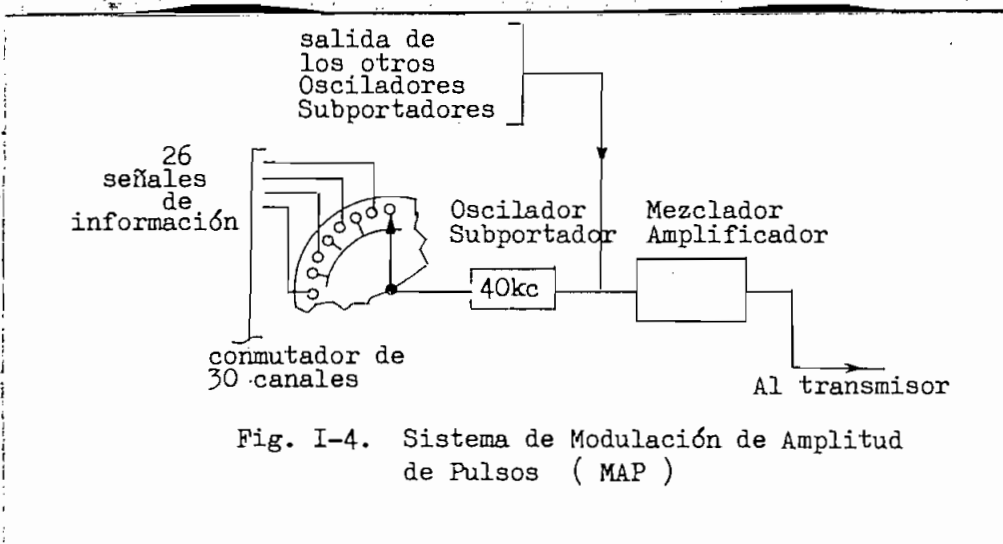 salida de
los otros
Osciladores
Subportadores
26
señales
de
información
Oscilador
Subportador
Mezclador
Amplificador
40kc
conmutador de
30 canales
Al transmisor
Fig. I-4. Sistema de Modulación de Amplitud
de Pulsos ( MAP )